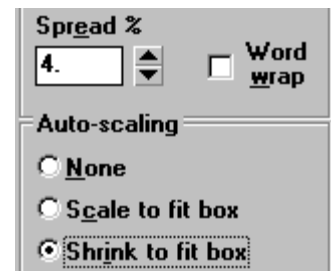 Spread %
4.
Word
wrap
Auto-scaling
None
Scale to fit box
Shrink to fit box